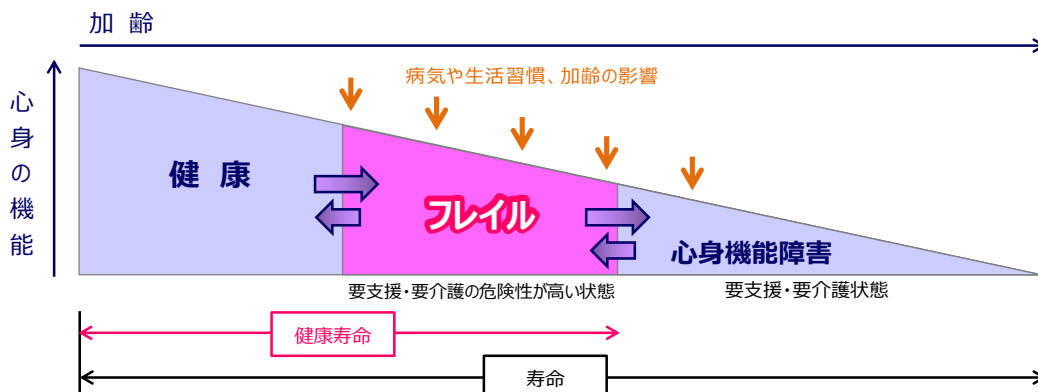 加 齢
心身の機能
病気や生活習慣、加齢の影響
健 康
フレイル
心身機能障害
要支援・要介護の危険性が高い状態
要支援・要介護状態
健康寿命
寿命